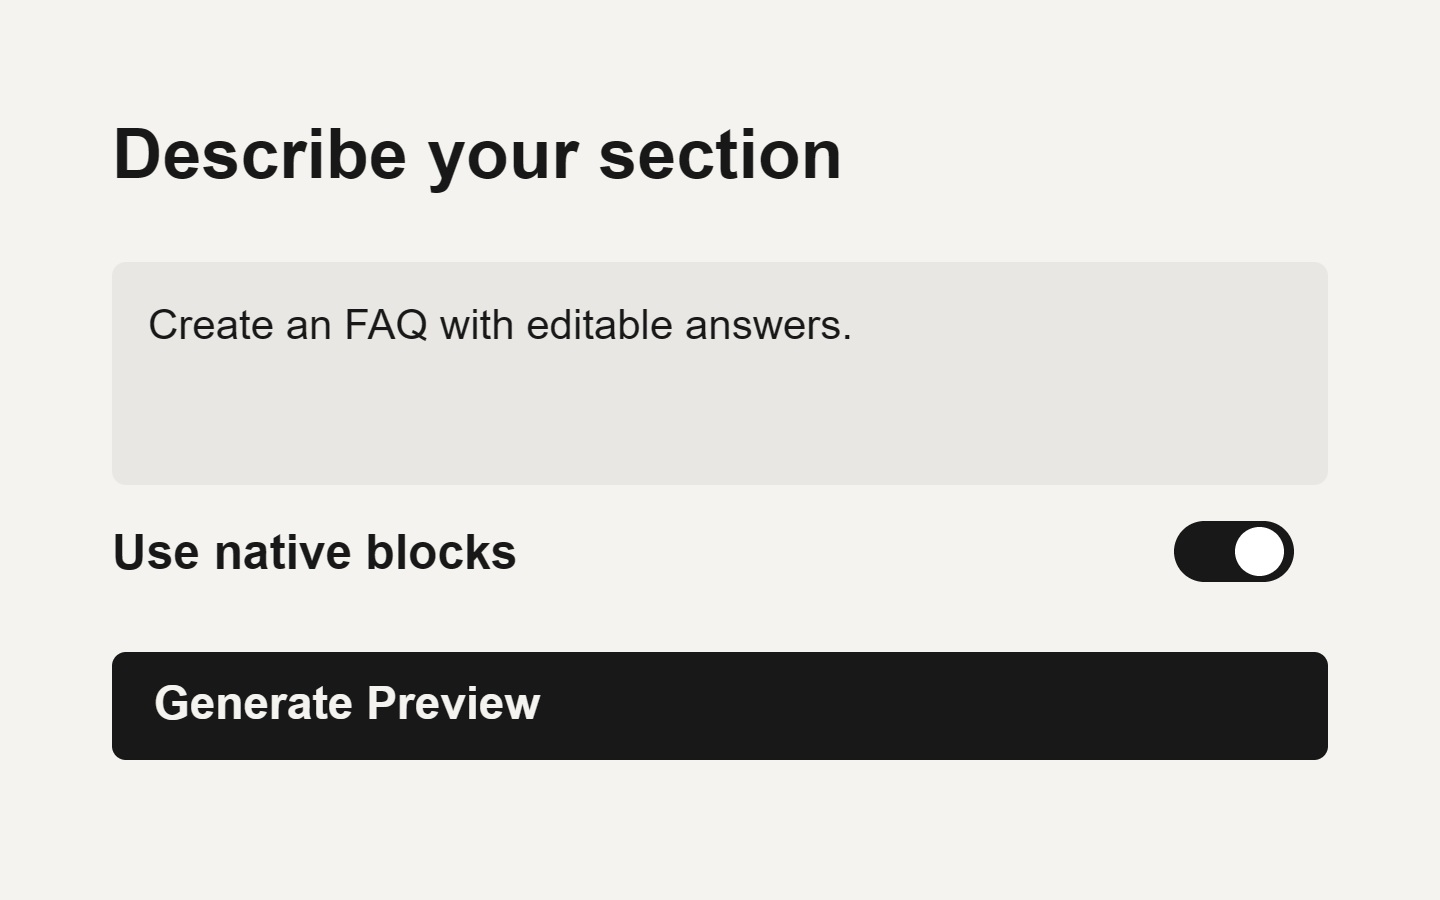 Describe your section
Create an FAQ with editable answers.
Use native blocks
Generate Preview